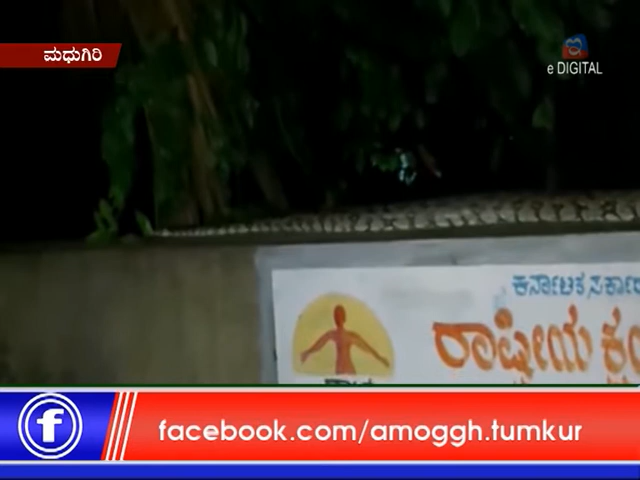 ಮಧುಗಿರಿ
e DIGITAL
ಕರ್ನಾಟಕ ಸರ್ಕಾರ
ರಾಷ್ಟ್ರೀಯ ಕ್ಷ
facebook.com/amoggh.tumkur